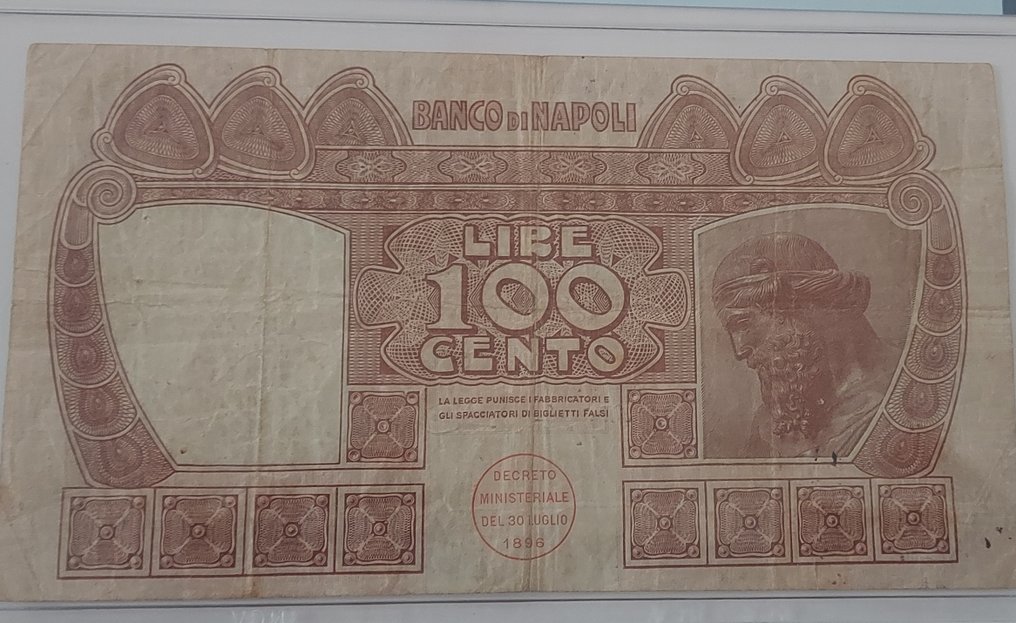 BANCO DI NAPOLI
LIRE
100
CENTO
LA LEGGE PUNISCE I FABBRICATORI E
GLI SPACCIATORI DI BIGLIETTI FALSI
DECRETO
MINISTERIALE
DEL 30 LUGLIO
1896